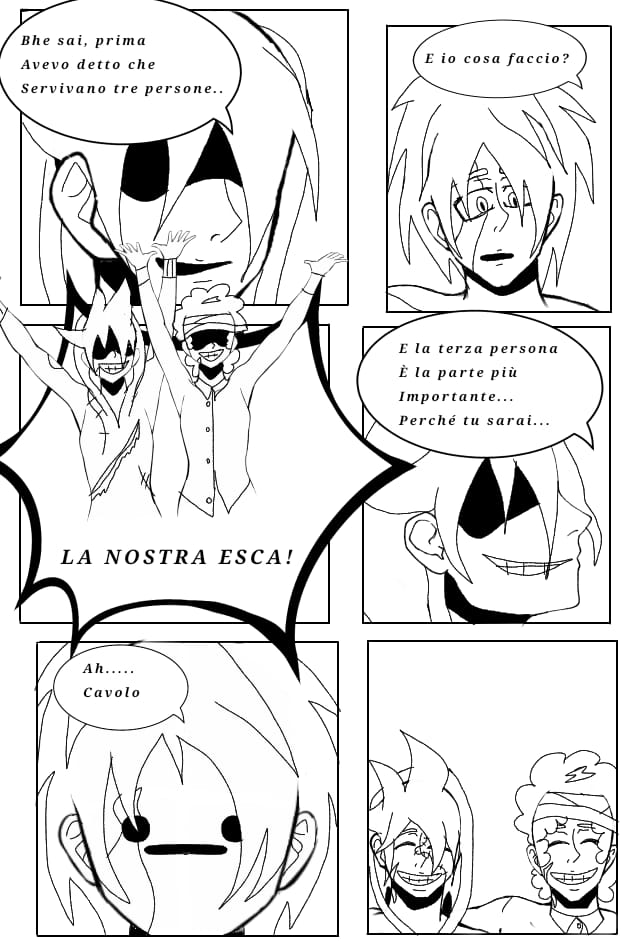 Bhe sai, prima
Avevo detto che
Servivano tre persone..
E io cosa faccio?
E la terza persona
È la parte più
Importante...
Perché tu sarai...
LA NOSTRA ESCA!
Ah.....
Cavolo